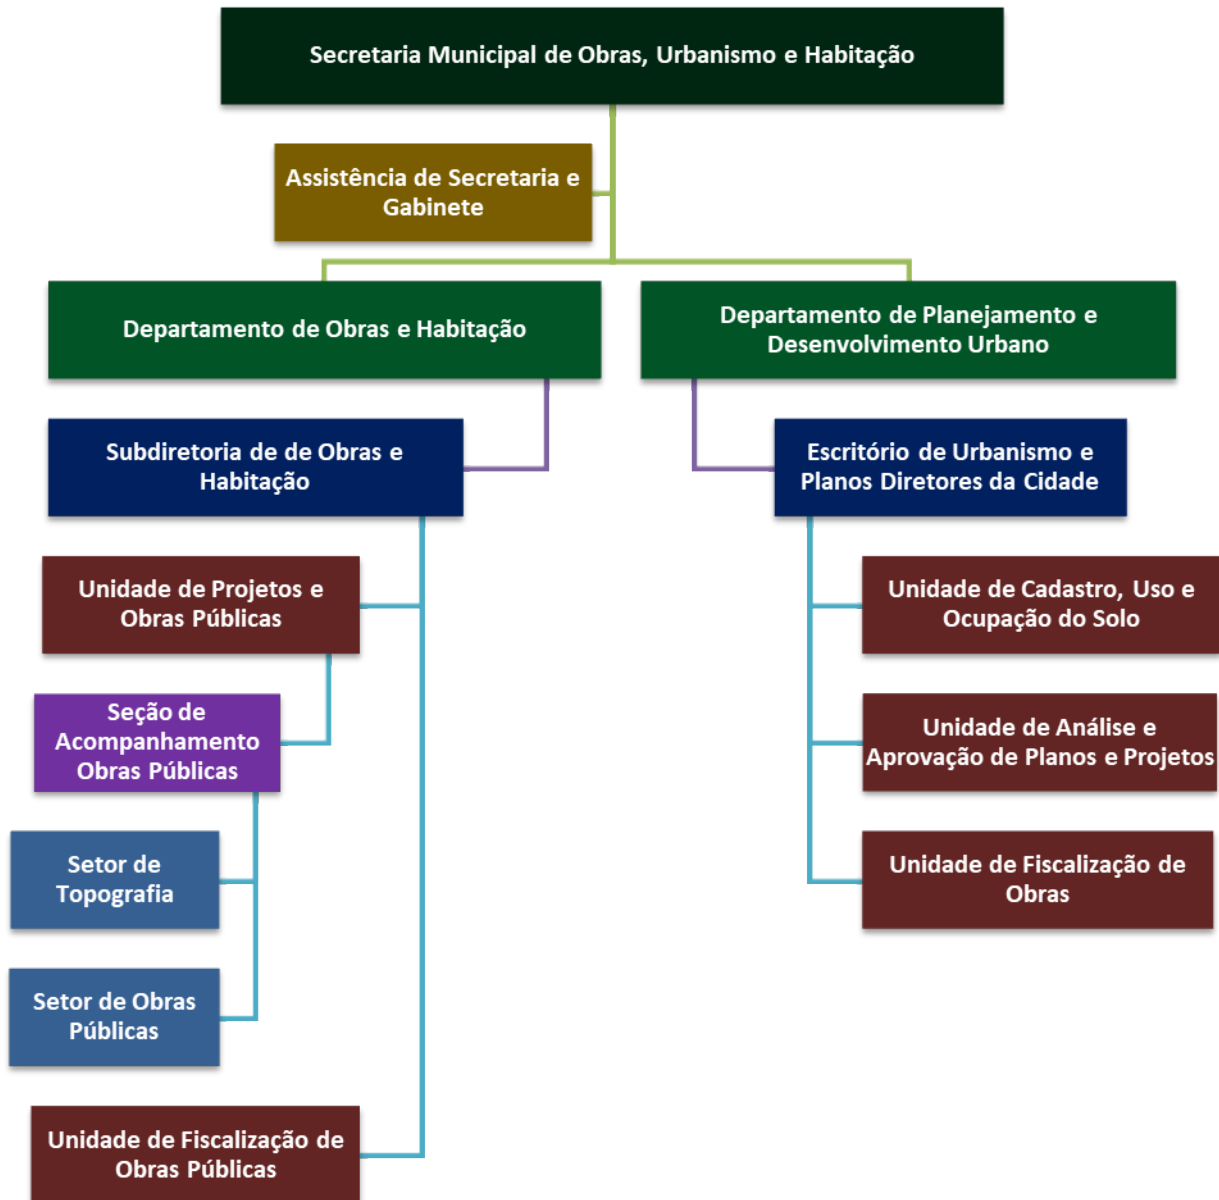 Secretaria Municipal de Obras, Urbanismo e Habitação
Assistência de Secretaria e
Gabinete
Departamento de Obras e Habitação
Departamento de Planejamento e
Desenvolvimento Urbano
Subdiretoria de de Obras e
Habitação
Escritório de Urbanismo e
Planos Diretores da Cidade
Unidade de Projetos e
Obras Públicas
Unidade de Cadastro, Uso e
Ocupação do Solo
Seção de
Acompanhamento
Obras Públicas
Unidade de Análise e
Aprovação de Planos e Projetos
Setor de
Topografia
Unidade de Fiscalização de
Obras
Setor de Obras
Públicas
Unidade de Fiscalização de
Obras Públicas